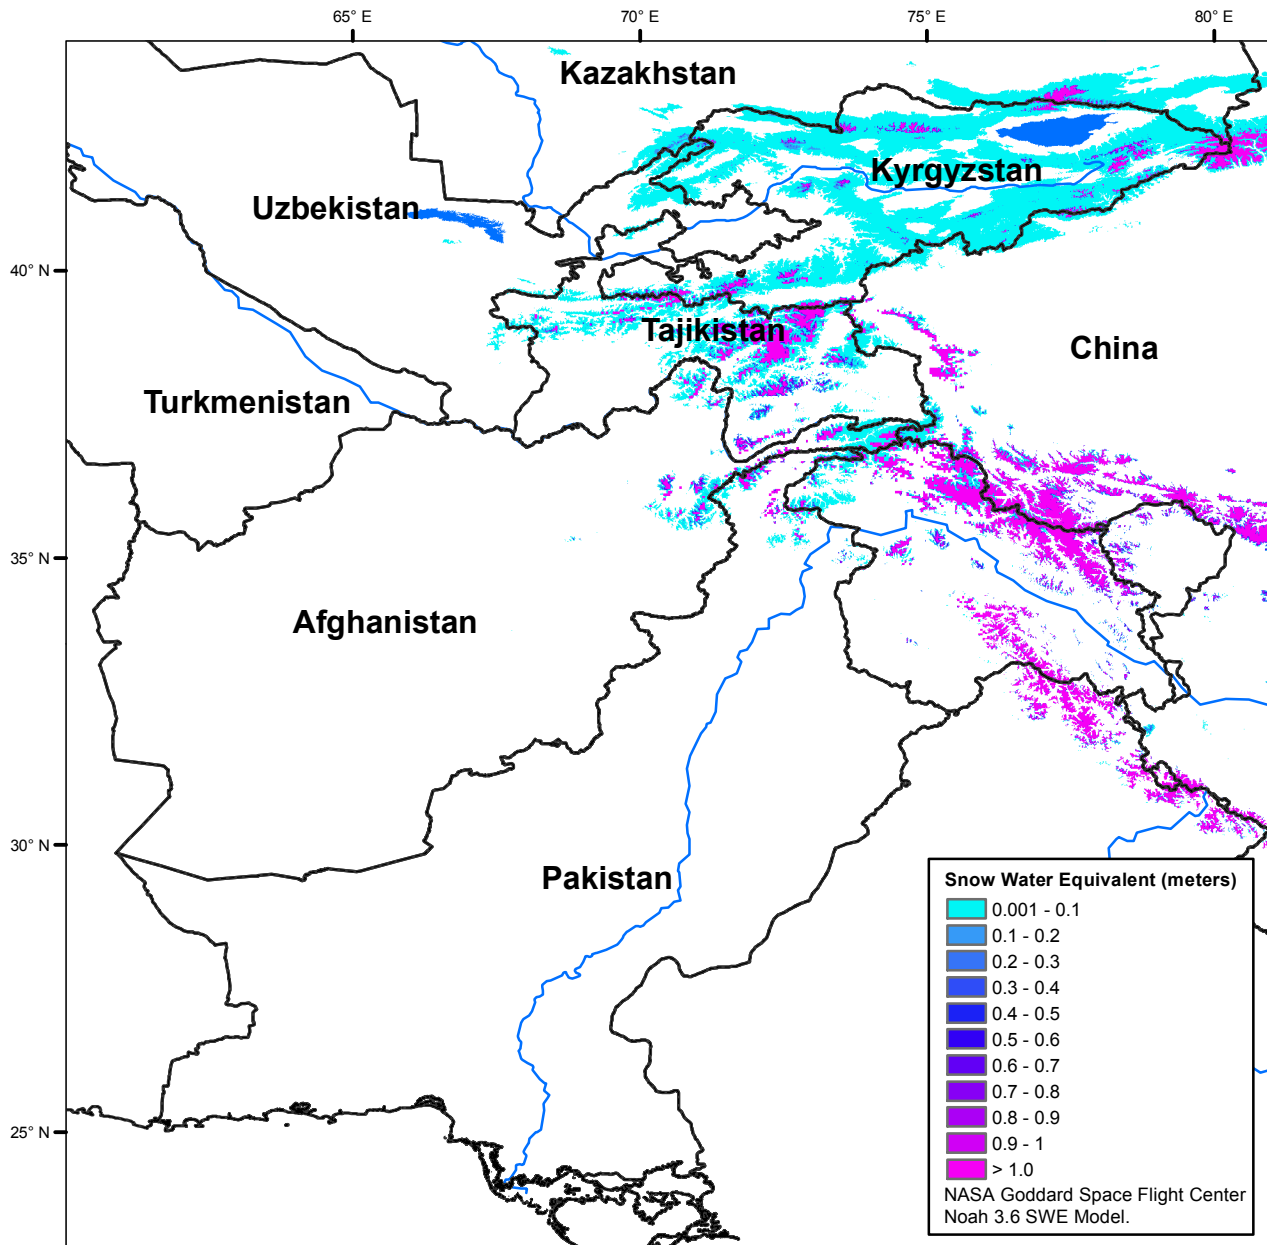 65° E
70° E
75° E
80° E
Kazakhstan
Kyrgyzstan
Uzbekistan
40° N
Tajikistan
China
Turkmenistan
35° N
Afghanistan
30° N
Pakistan
25° N
Snow Water Equivalent (meters)
0.001 - 0.1
0.1 - 0.2
0.2 - 0.3
0.3 - 0.4
0.4 - 0.5
0.5 - 0.6
0.6 - 0.7
0.7 - 0.8
0.8 - 0.9
0.9 - 1
> 1.0
NASA Goddard Space Flight Center
Noah 3.6 SWE Model.